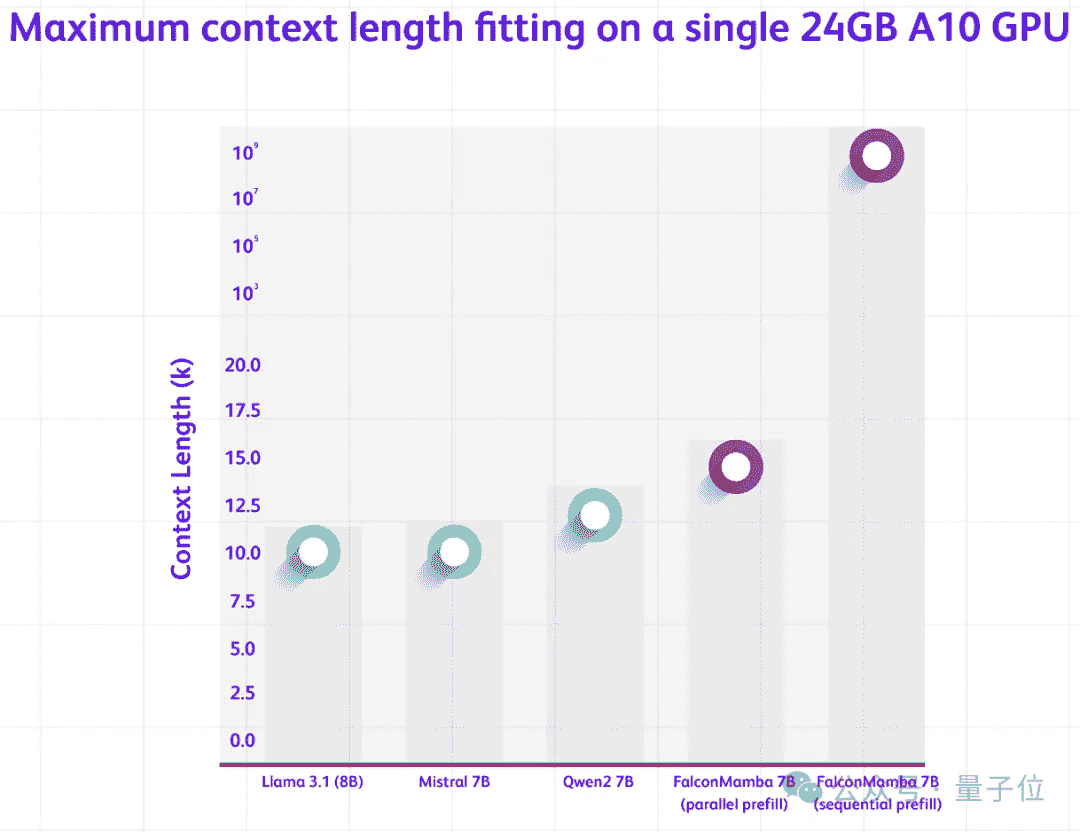 Maximum context length fitting on a single 24GB A10 GPU
Context Length (k)
10⁹
10⁷
10⁵
10³
20.0
17.5
15.0
12.5
10.0
7.5
5.0
2.5
0.0
Llama 3.1 (8B)
Mistral 7B
Qwen2 7B
FalconMamba 7B
(parallel prefill)
FalconMamba 7B
(sequential prefill)
公众号 · 量子位